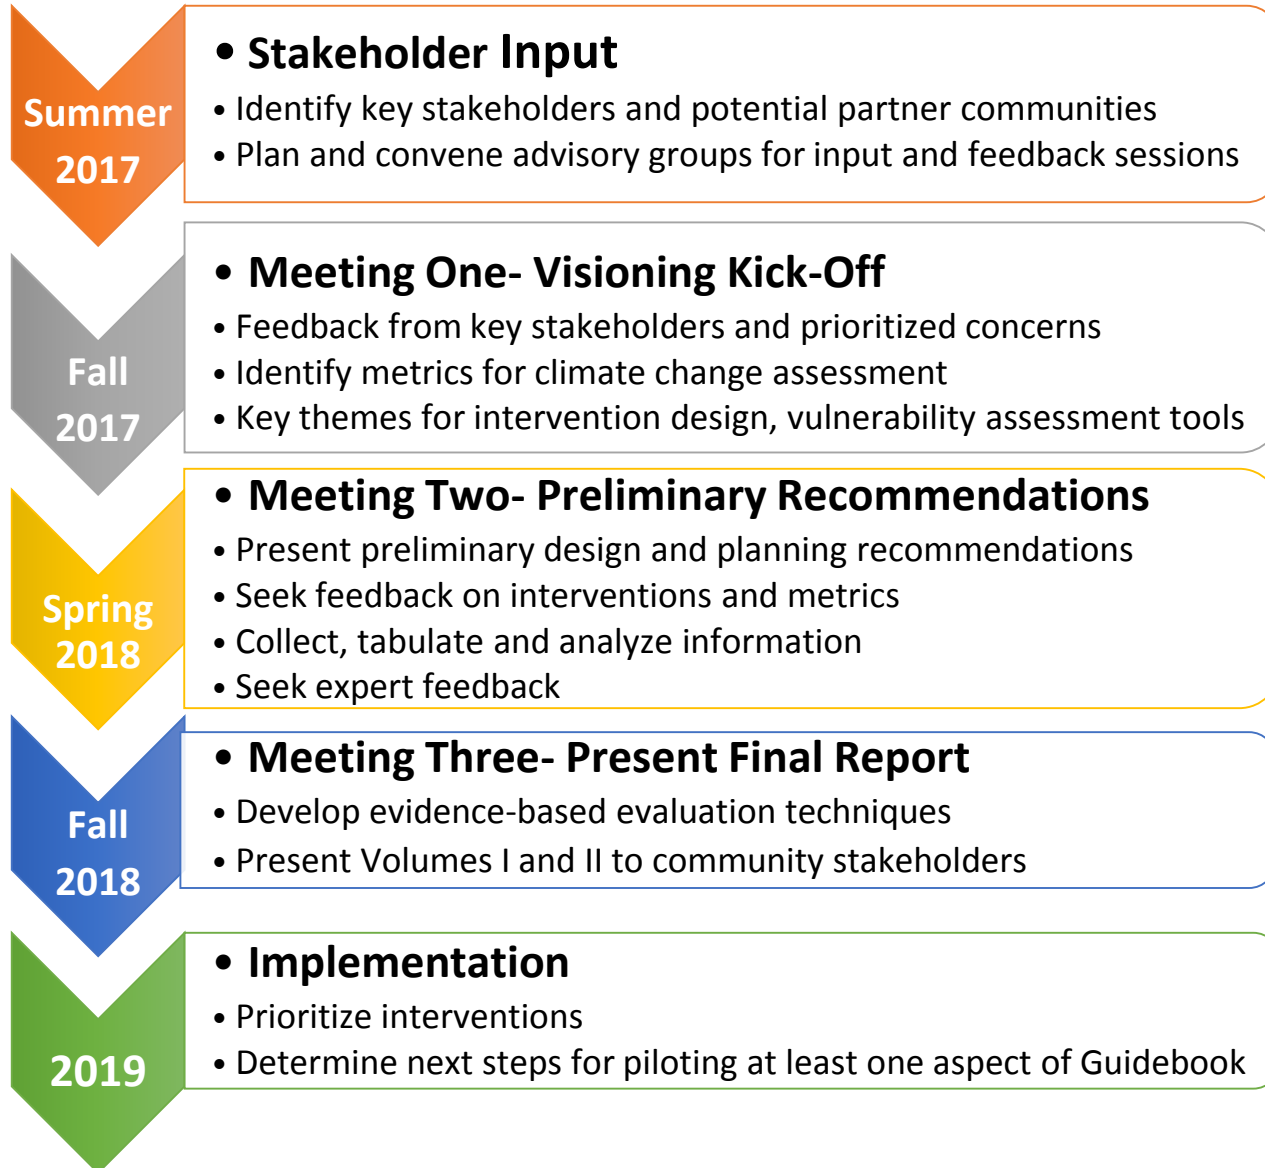 Summer
2017
• Stakeholder Input
• Identify key stakeholders and potential partner communities
• Plan and convene advisory groups for input and feedback sessions
Fall
2017
• Meeting One- Visioning Kick-Off
• Feedback from key stakeholders and prioritized concerns
• Identify metrics for climate change assessment
• Key themes for intervention design, vulnerability assessment tools
Spring
2018
• Meeting Two- Preliminary Recommendations
• Present preliminary design and planning recommendations
• Seek feedback on interventions and metrics
• Collect, tabulate and analyze information
• Seek expert feedback
Fall
2018
• Meeting Three- Present Final Report
• Develop evidence-based evaluation techniques
• Present Volumes I and II to community stakeholders
2019
• Implementation
• Prioritize interventions
• Determine next steps for piloting at least one aspect of Guidebook